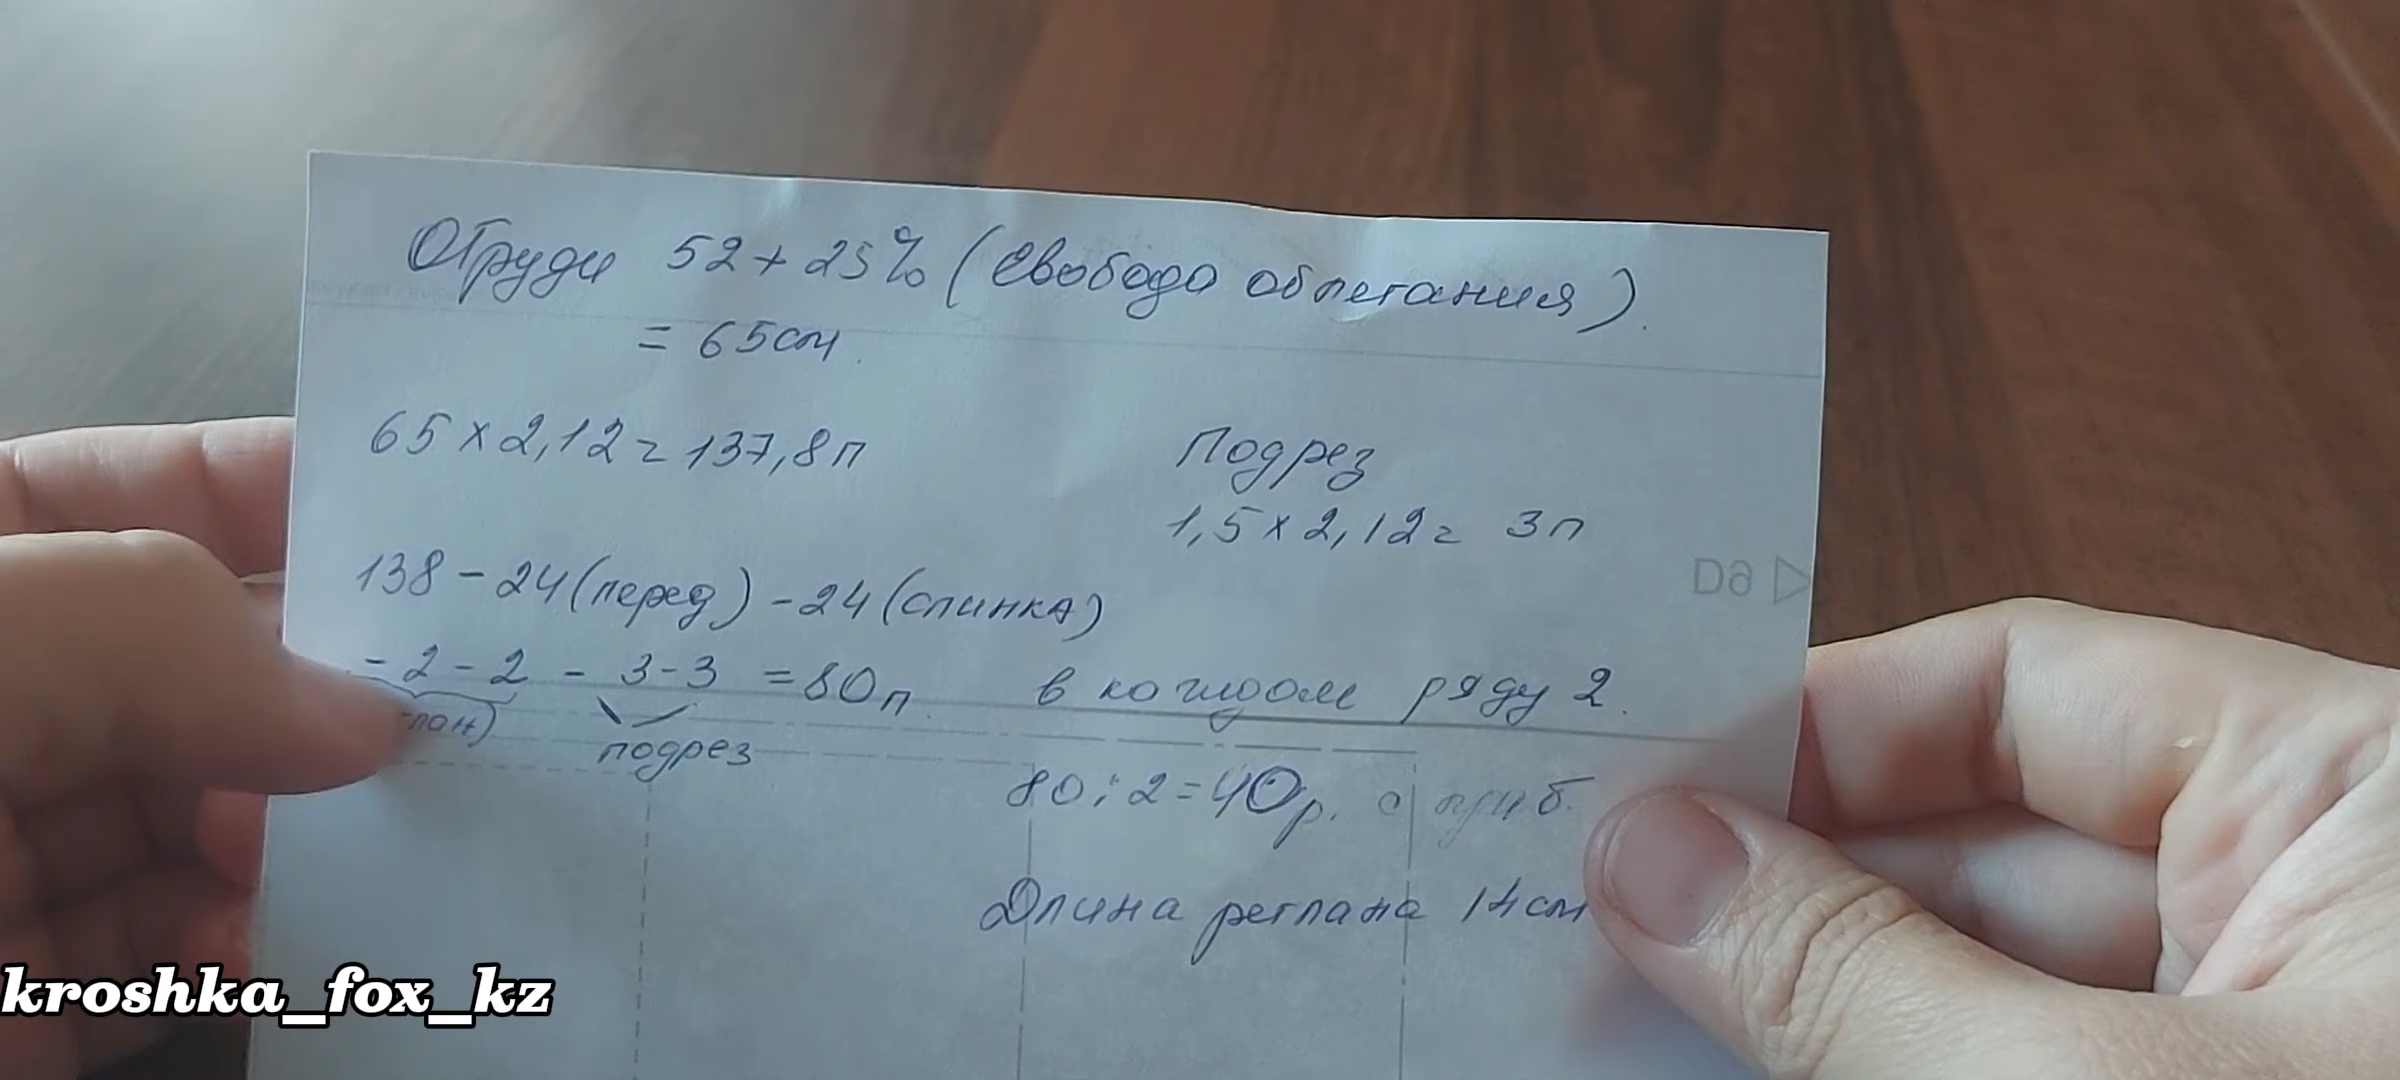 ОГруди 52 + 25% (свобода облегания).
= 65см.
65 × 2,12 = 137,8п
Подрез
1,5 × 2,12 = 3п
138 - 24 (перед) - 24 (спинка)
- 2 - 2 - 3 - 3 = 80п.
лан)
подрез
в каждом ряду 2.
80 : 2 = 40р. с приб.
Длина реглана 14см
kroshka_fox_kz